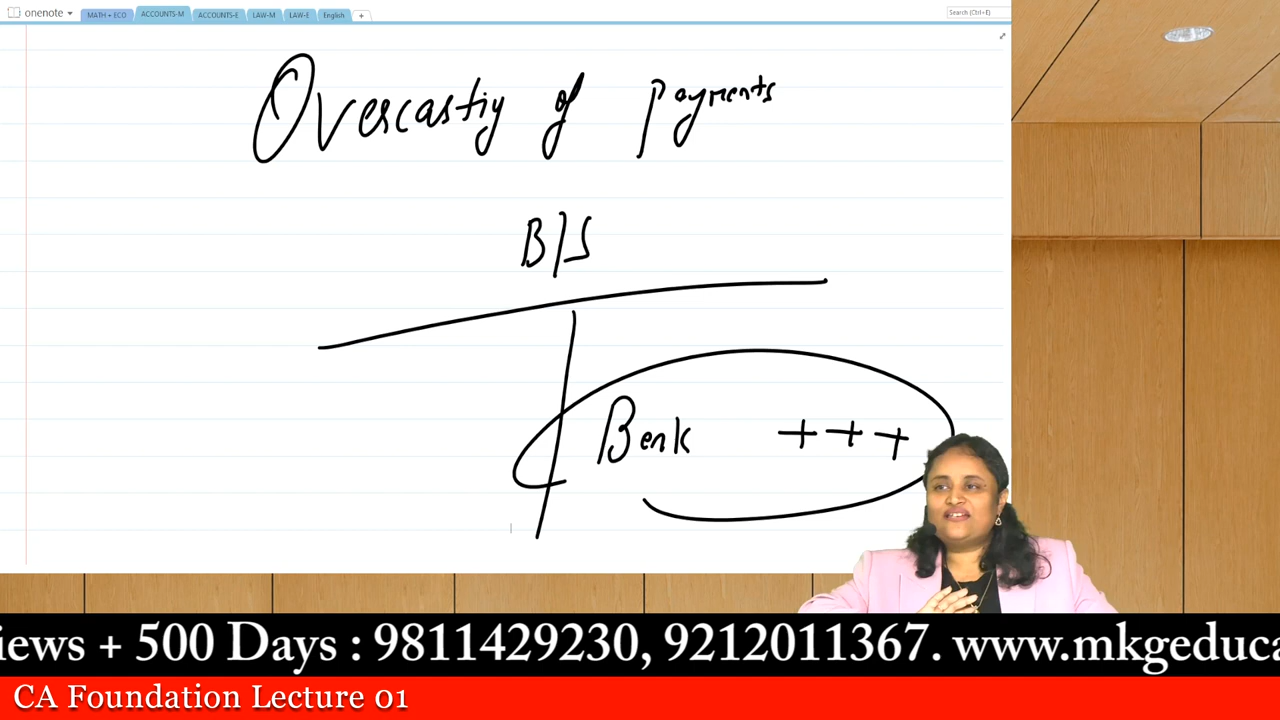 onenote MATH + ECO ACCOUNTS-M ACCOUNTS-E LAW-M LAW-E English + Search (Ctrl+E)
Overcasting of Payments
B/S
Bank +++
iews + 500 Days : 9811429230, 9212011367. www.mkgeduca
CA Foundation Lecture 01